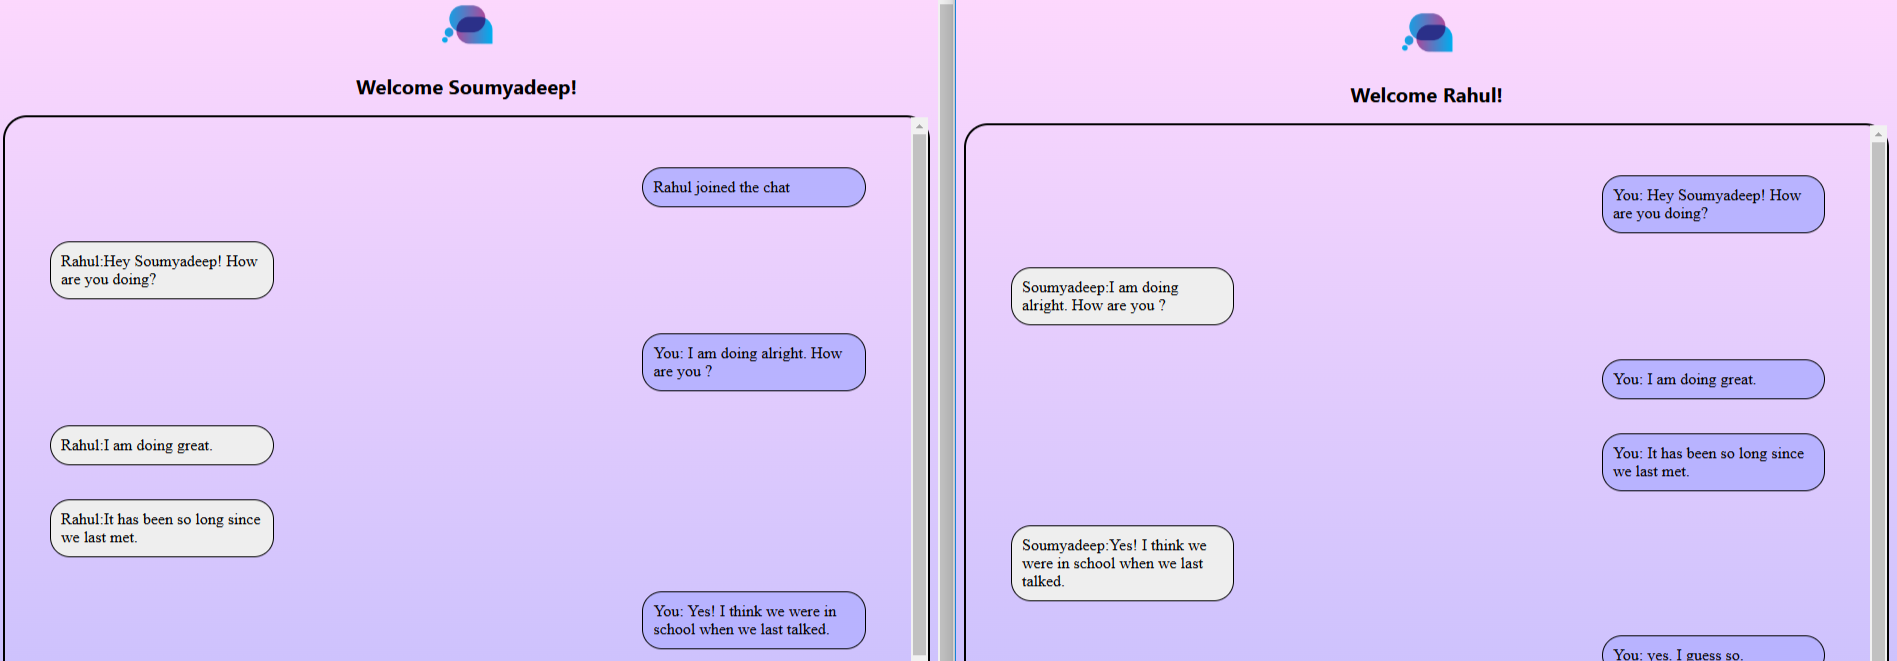 Welcome Soumyadeep!
Rahul joined the chat
Rahul:Hey Soumyadeep! How
are you doing?
You: I am doing alright. How
are you ?
Rahul:I am doing great.
Rahul:It has been so long since
we last met.
You: Yes! I think we were in
school when we last talked.
Welcome Rahul!
You: Hey Soumyadeep! How
are you doing?
Soumyadeep:I am doing
alright. How are you ?
You: I am doing great.
You: It has been so long since
we last met.
Soumyadeep:Yes! I think we
were in school when we last
talked.
You: yes. I guess so.